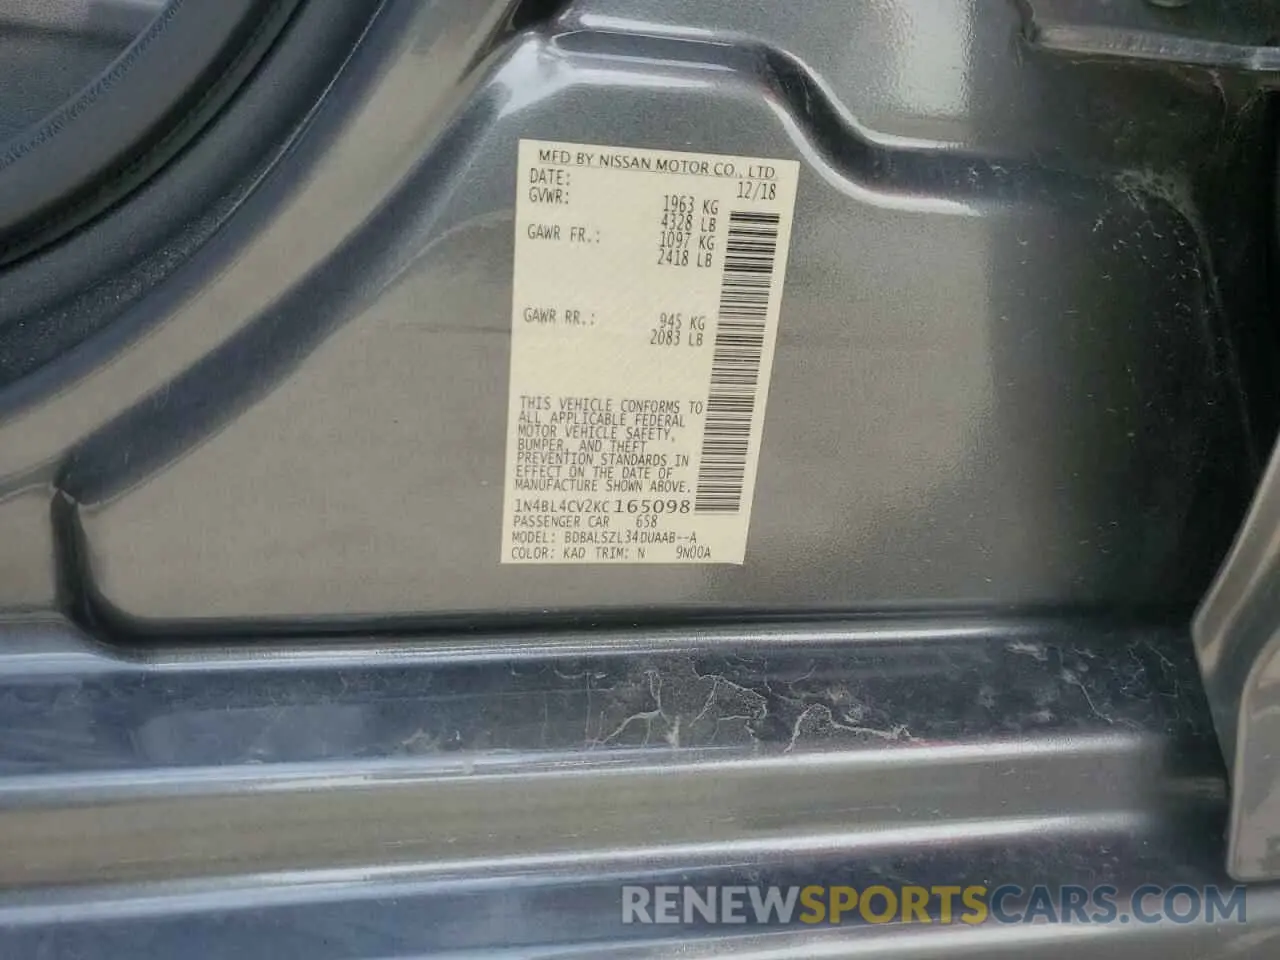 MFD BY NISSAN MOTOR CO., LTD.
DATE: 12/18
GVWR: 1963 KG
4328 LB
GAWR FR.: 1097 KG
2418 LB
GAWR RR.: 945 KG
2083 LB
THIS VEHICLE CONFORMS TO
ALL APPLICABLE FEDERAL
MOTOR VEHICLE SAFETY,
BUMPER, AND THEFT
PREVENTION STANDARDS IN
EFFECT ON THE DATE OF
MANUFACTURE SHOWN ABOVE.
1N4BL4CV2KC165098
PASSENGER CAR 658
MODEL: BDBALSZL34DUAAB--A
COLOR: KAD TRIM: N 9N00A
RENEWSPORTSCARS.COM